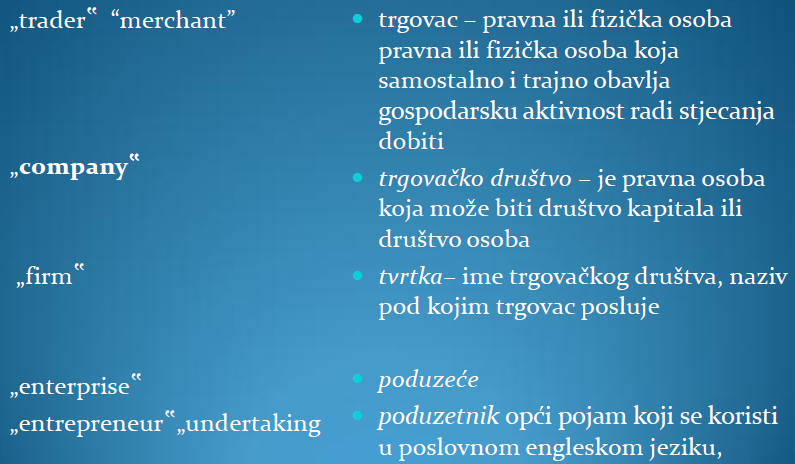 „trader‟ “merchant”
„company‟
„firm‟
„enterprise‟
„entrepreneur‟„undertaking
• trgovac – pravna ili fizička osoba
pravna ili fizička osoba koja
samostalno i trajno obavlja
gospodarsku aktivnost radi stjecanja
dobiti
• trgovačko društvo – je pravna osoba
koja može biti društvo kapitala ili
društvo osoba
• tvrtka– ime trgovačkog društva, naziv
pod kojim trgovac posluje
• poduzeće
• poduzetnik opći pojam koji se koristi
u poslovnom engleskom jeziku,